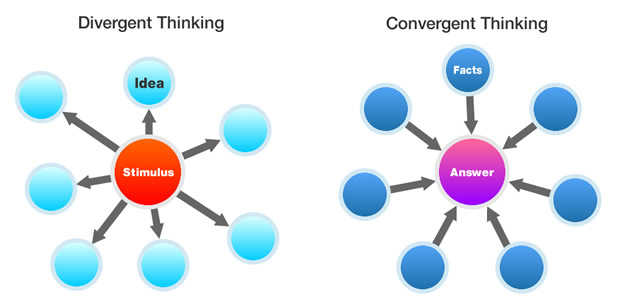 Divergent Thinking
Convergent Thinking
Idea
Facts
Stimulus
Answer